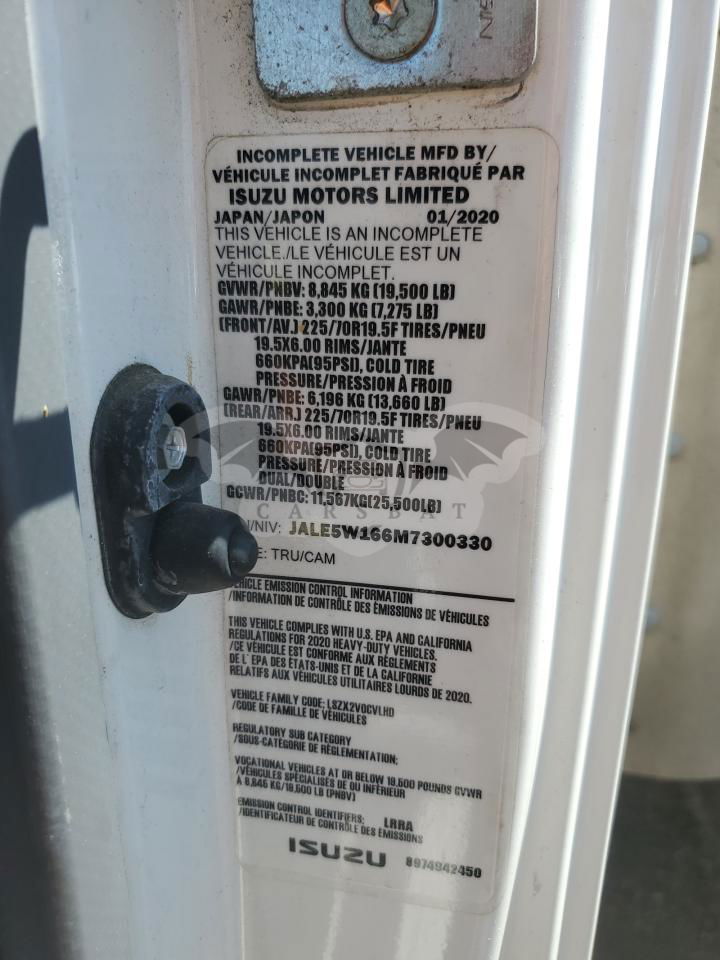 NIS
INCOMPLETE VEHICLE MFD BY/
VÉHICULE INCOMPLET FABRIQUÉ PAR
ISUZU MOTORS LIMITED
JAPAN/JAPON 01/2020
THIS VEHICLE IS AN INCOMPLETE
VEHICLE./LE VÉHICULE EST UN
VÉHICULE INCOMPLET.
GVWR/PNBV: 8,845 KG (19,500 LB)
GAWR/PNBE: 3,300 KG (7,275 LB)
(FRONT/AV.) 225/70R19.5F TIRES/PNEU
19.5X6.00 RIMS/JANTE
660KPA(95PSI), COLD TIRE
PRESSURE/PRESSION À FROID
GAWR/PNBE: 6,196 KG (13,660 LB)
(REAR/ARR.) 225/70R19.5F TIRES/PNEU
19.5X6.00 RIMS/JANTE
660KPA(95PSI), COLD TIRE
PRESSURE/PRESSION À FROID
DUAL/DOUBLE
GCWR/PNBC: 11,567KG(25,500LB)
CARSBAT
/NIV: JALE5W166M7300330
E: TRU/CAM
VEHICLE EMISSION CONTROL INFORMATION
/INFORMATION DE CONTRÔLE DES ÉMISSIONS DE VÉHICULES
THIS VEHICLE COMPLIES WITH U.S. EPA AND CALIFORNIA
REGULATIONS FOR 2020 HEAVY-DUTY VEHICLES.
/CE VÉHICULE EST CONFORME AUX RÈGLEMENTS
DE L' EPA DES ÉTATS-UNIS ET DE LA CALIFORNIE
RELATIFS AUX VÉHICULES UTILITAIRES LOURDS DE 2020.
VEHICLE FAMILY CODE: LSZX2VOCVLHD
/CODE DE FAMILLE DE VÉHICULES
REGULATORY SUB CATEGORY
/SOUS-CATÉGORIE DE RÉGLEMENTATION:
VOCATIONAL VEHICLES AT OR BELOW 19,500 POUNDS GVWR
/VÉHICULES SPÉCIALISÉS DE OU INFÉRIEUR
À 8,845 KG/19,500 LB (PNBV)
EMISSION CONTROL IDENTIFIERS: LRRA
/IDENTIFICATEUR DE CONTRÔLE DES ÉMISSIONS
ISUZU 8974942450